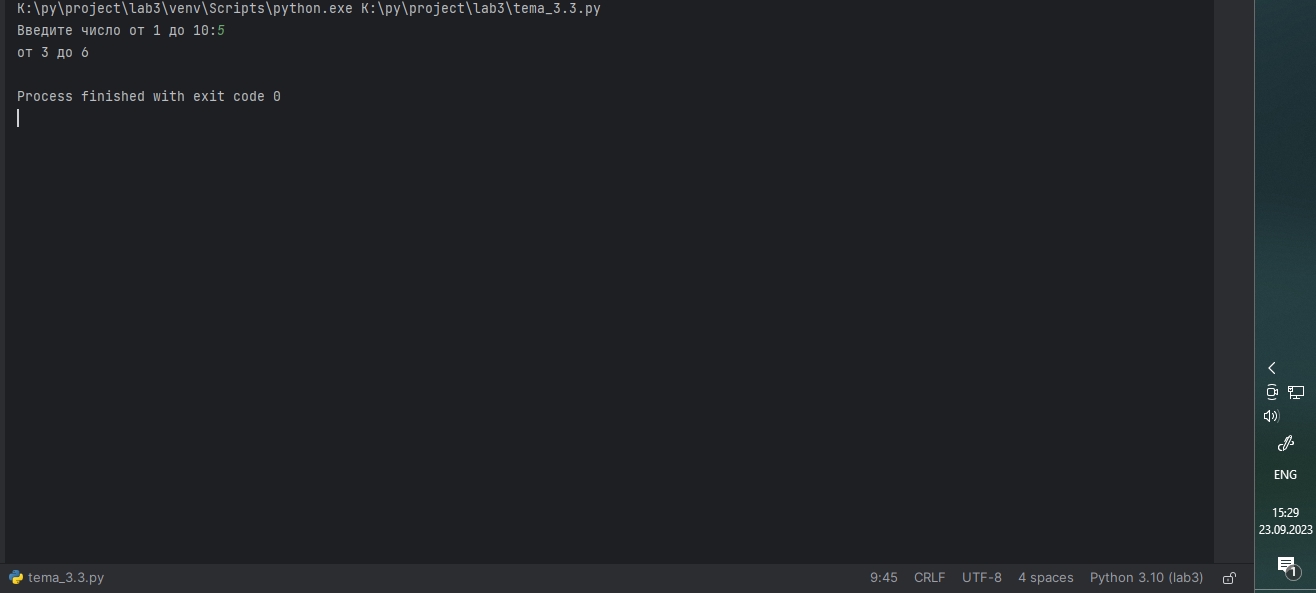 K:\py\project\lab3\venv\Scripts\python.exe K:\py\project\lab3\tema_3.3.py
Введите число от 1 до 10:5
от 3 до 6
Process finished with exit code 0
ENG
15:29
23.09.2023
1
tema_3.3.py
9:45 CRLF UTF-8 4 spaces Python 3.10 (lab3)